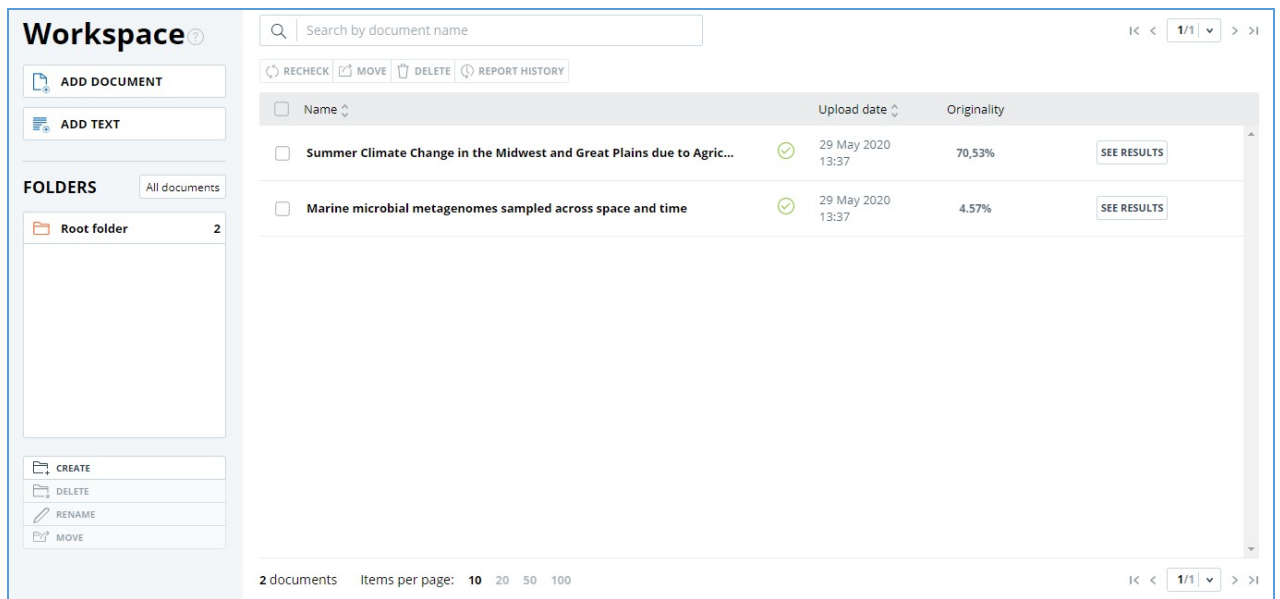 Workspace
ADD DOCUMENT
ADD TEXT
FOLDERS All documents
Root folder 2
CREATE
DELETE
RENAME
MOVE
Search by document name
1/1
RECHECK MOVE DELETE REPORT HISTORY
Name Upload date Originality
Summer Climate Change in the Midwest and Great Plains due to Agric... 29 May 2020 13:37 70,53% SEE RESULTS
Marine microbial metagenomes sampled across space and time 29 May 2020 13:37 4.57% SEE RESULTS
2 documents Items per page: 10 20 50 100
1/1